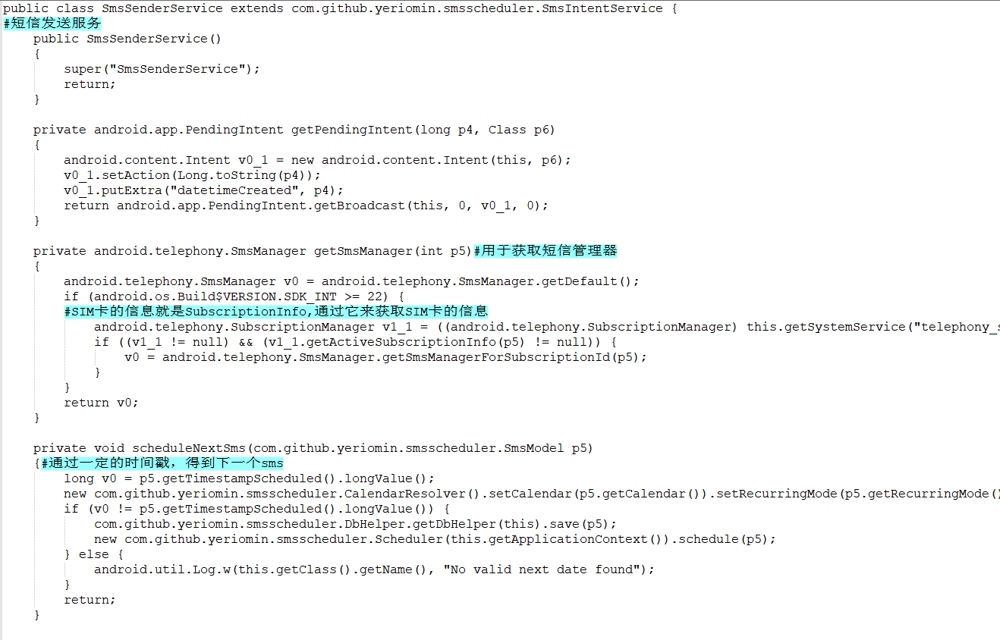 public class SmsSenderService extends com.github.yeriomin.smsscheduler.SmsIntentService {
#短信发送服务
    public SmsSenderService()
    {
        super("SmsSenderService");
        return;
    }

    private android.app.PendingIntent getPendingIntent(long p4, Class p6)
    {
        android.content.Intent v0_1 = new android.content.Intent(this, p6);
        v0_1.setAction(Long.toString(p4));
        v0_1.putExtra("datetimeCreated", p4);
        return android.app.PendingIntent.getBroadcast(this, 0, v0_1, 0);
    }

    private android.telephony.SmsManager getSmsManager(int p5)#用于获取短信管理器
    {
        android.telephony.SmsManager v0 = android.telephony.SmsManager.getDefault();
        if (android.os.Build$VERSION.SDK_INT >= 22) {
        #SIM卡的信息就是SubscriptionInfo,通过它来获取SIM卡的信息
            android.telephony.SubscriptionManager v1_1 = ((android.telephony.SubscriptionManager) this.getSystemService("telephony_s
            if ((v1_1 != null) && (v1_1.getActiveSubscriptionInfo(p5) != null)) {
                v0 = android.telephony.SmsManager.getSmsManagerForSubscriptionId(p5);
            }
        }
        return v0;
    }

    private void scheduleNextSms(com.github.yeriomin.smsscheduler.SmsModel p5)
    {#通过一定的时间戳，得到下一个sms
        long v0 = p5.getTimestampScheduled().longValue();
        new com.github.yeriomin.smsscheduler.CalendarResolver().setCalendar(p5.getCalendar()).setRecurringMode(p5.getRecurringMode()
        if (v0 != p5.getTimestampScheduled().longValue()) {
            com.github.yeriomin.smsscheduler.DbHelper.getDbHelper(this).save(p5);
            new com.github.yeriomin.smsscheduler.Scheduler(this.getApplicationContext()).schedule(p5);
        } else {
            android.util.Log.w(this.getClass().getName(), "No valid next date found");
        }
        return;
    }